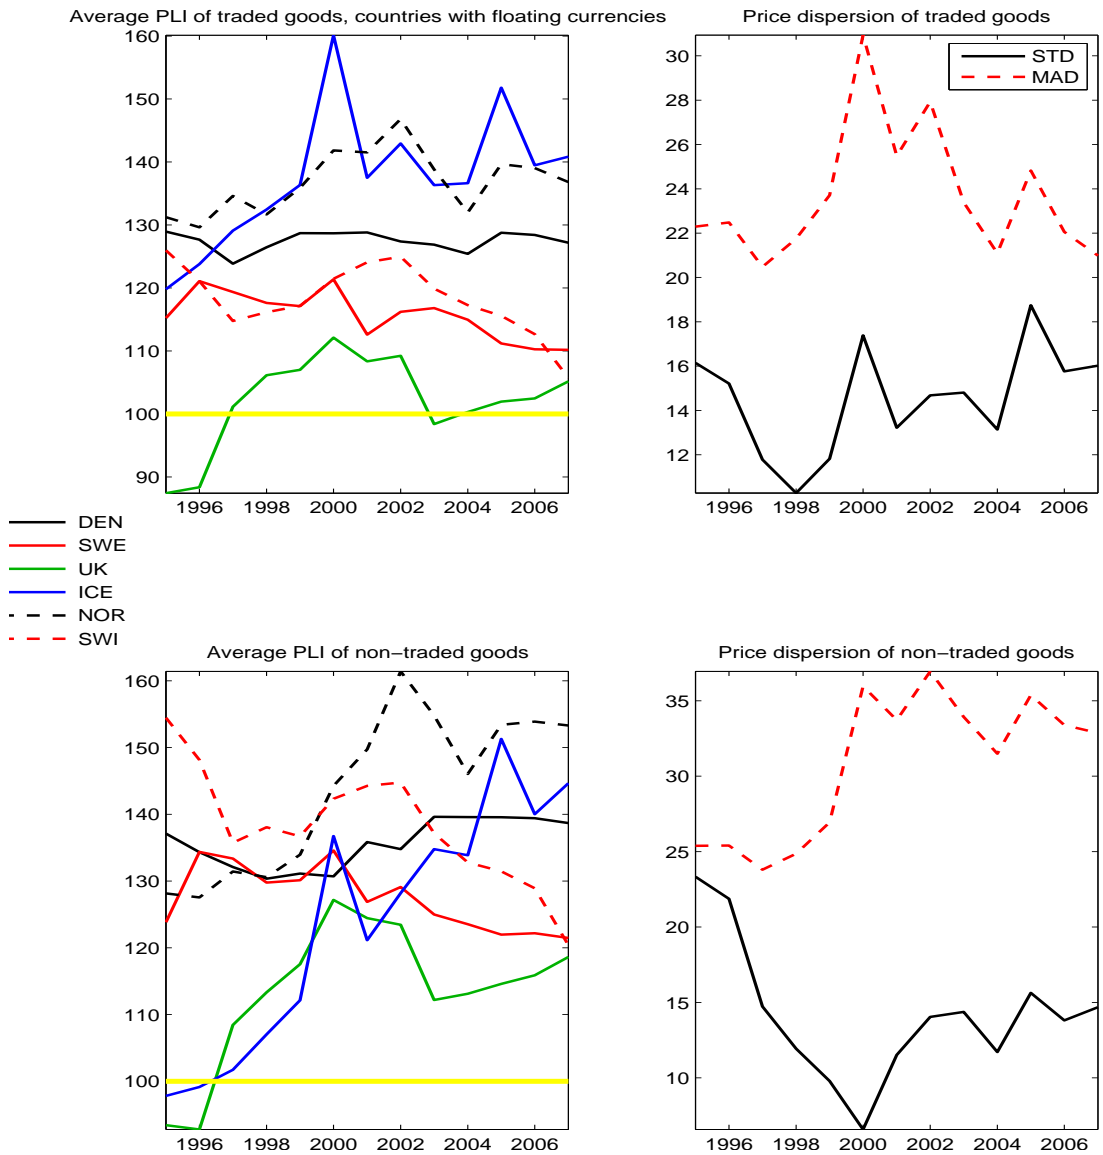 Average PLI of traded goods, countries with floating currencies
160
150
140
130
120
110
100
90
1996 1998 2000 2002 2004 2006
Price dispersion of traded goods
STD
MAD
30
28
26
24
22
20
18
16
14
12
1996 1998 2000 2002 2004 2006
DEN
SWE
UK
ICE
NOR
SWI
Average PLI of non−traded goods
160
150
140
130
120
110
100
1996 1998 2000 2002 2004 2006
Price dispersion of non−traded goods
35
30
25
20
15
10
1996 1998 2000 2002 2004 2006